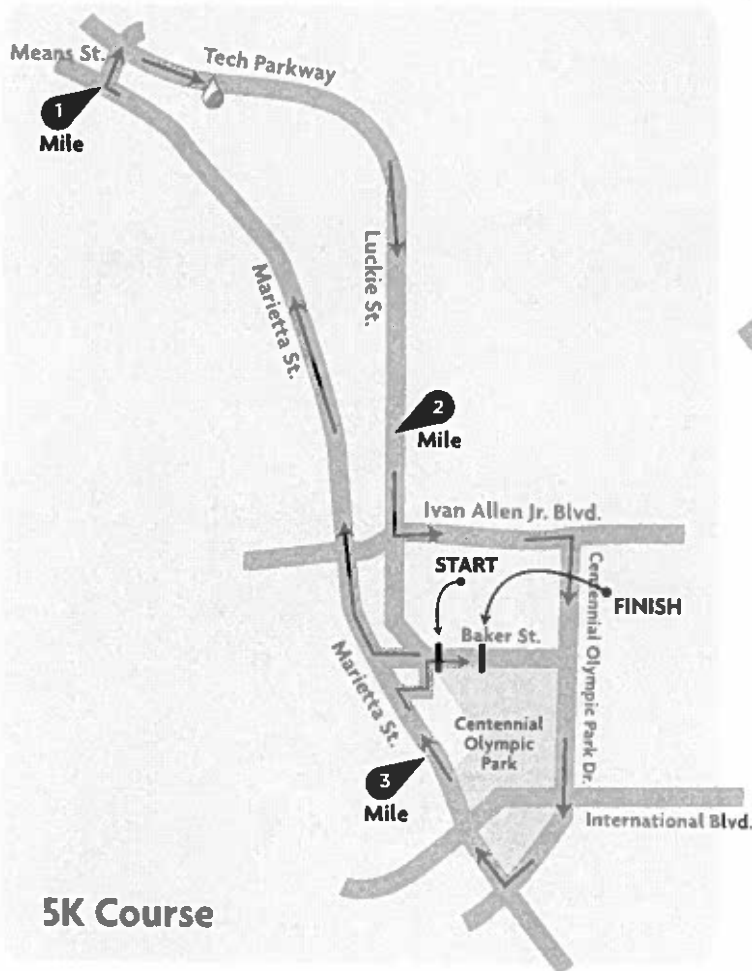 Means St.
Tech Parkway
1
Mile
Luckie St.
Marietta St.
2
Mile
Ivan Allen Jr. Blvd.
START
FINISH
Baker St.
Centennial Olympic Park Dr.
Marietta St.
Centennial
Olympic
Park
3
Mile
International Blvd.
5K Course